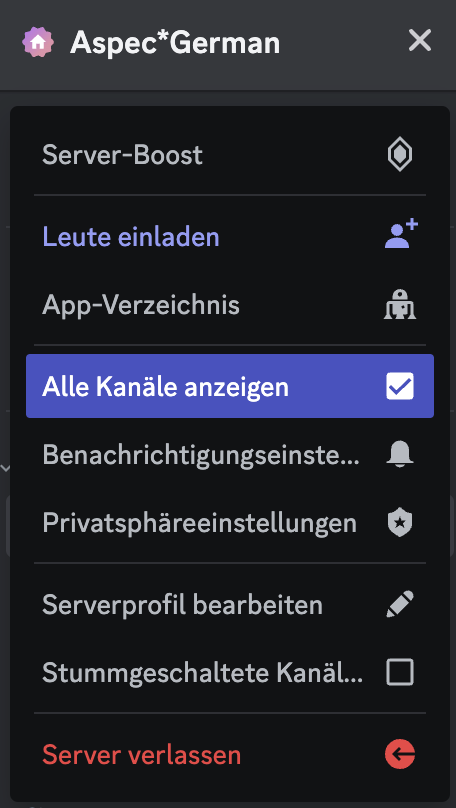 Aspec*German
Server-Boost
Leute einladen
App-Verzeichnis
Alle Kanäle anzeigen
Benachrichtigungseinste...
Privatsphäreeinstellungen
Serverprofil bearbeiten
Stummgeschaltete Kanäl...
Server verlassen